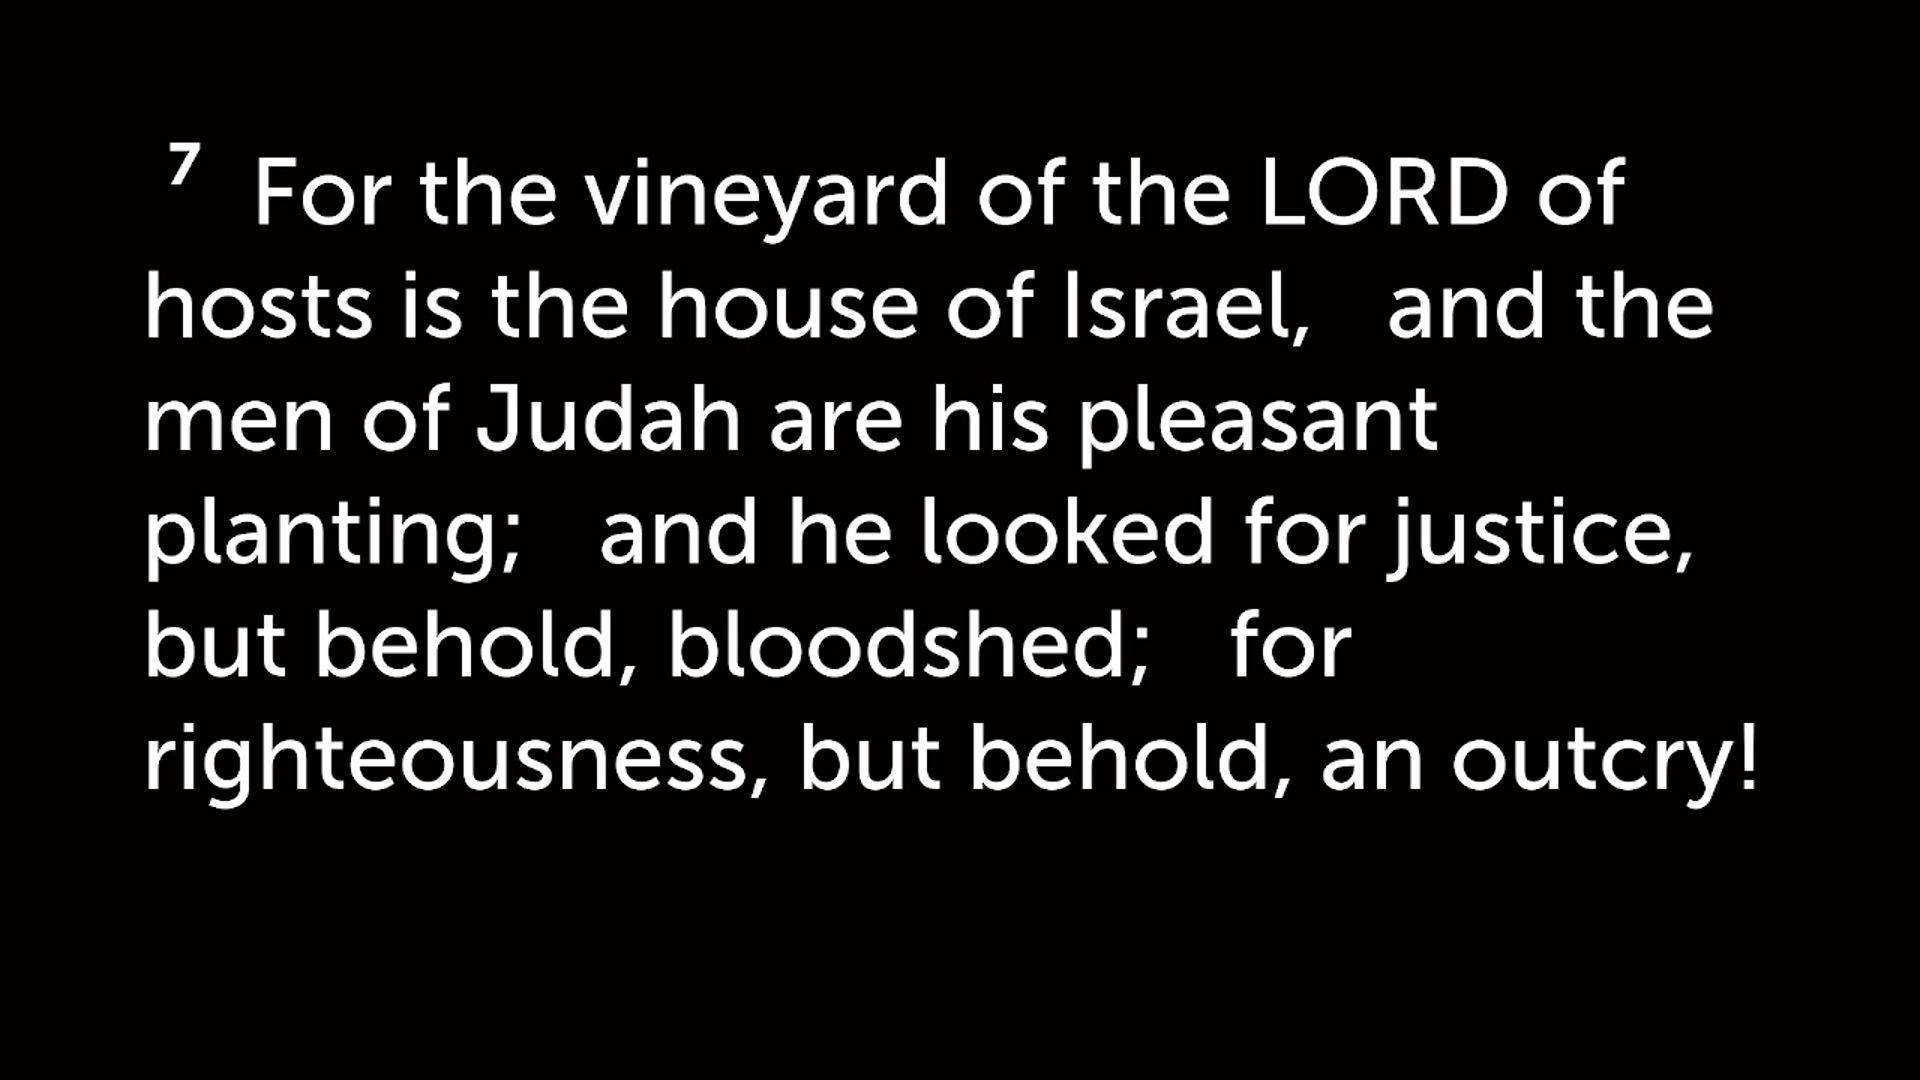 7 For the vineyard of the LORD of
hosts is the house of Israel, and the
men of Judah are his pleasant
planting; and he looked for justice,
but behold, bloodshed; for
righteousness, but behold, an outcry!